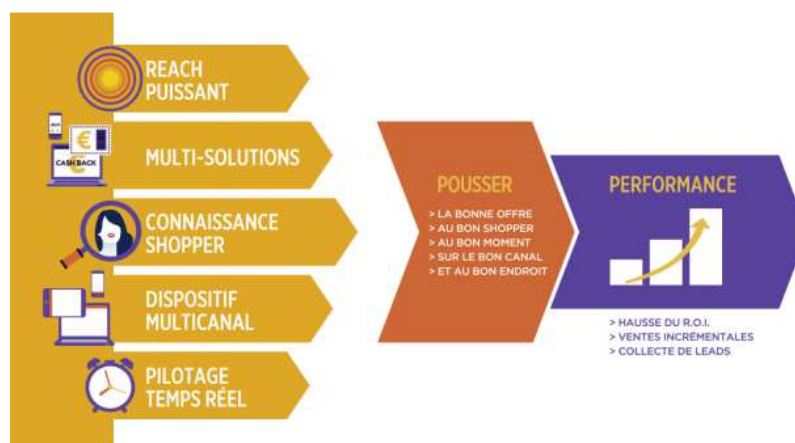 REACH
PUISSANT
€
€
CASH BACK
MULTI-SOLUTIONS
CONNAISSANCE
SHOPPER
DISPOSITIF
MULTICANAL
PILOTAGE
TEMPS RÉEL
POUSSER
> LA BONNE OFFRE
> AU BON SHOPPER
> AU BON MOMENT
> SUR LE BON CANAL
> ET AU BON ENDROIT
PERFORMANCE
> HAUSSE DU R.O.I.
> VENTES INCRÉMENTALES
> COLLECTE DE LEADS